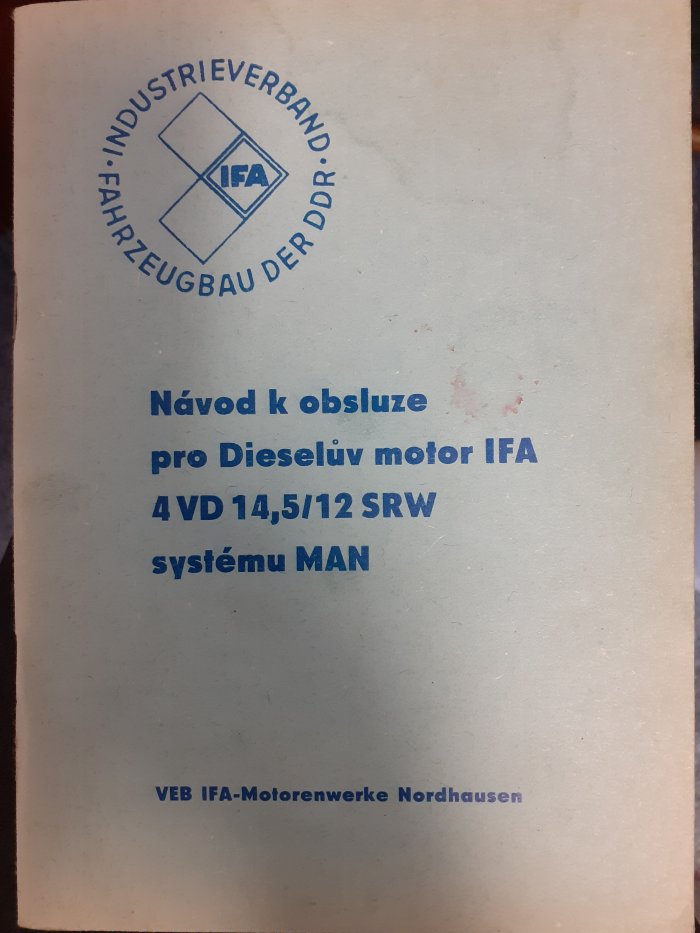 · INDUSTRIEVERBAND ·
FAHRZEUGBAU DER DDR
IFA
Návod k obsluze
pro Dieselův motor IFA
4 VD 14,5/12 SRW
systému MAN
VEB IFA-Motorenwerke Nordhausen